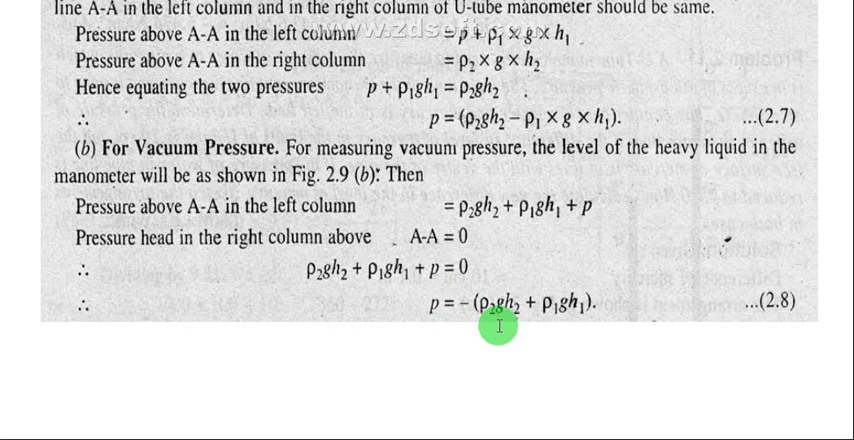 line A-A in the left column and in the right column of U-tube manometer should be same.
www.zdsoft.com
Pressure above A-A in the left column = p + ρ₁ × g × h₁
Pressure above A-A in the right column = ρ₂ × g × h₂
Hence equating the two pressures p + ρ₁gh₁ = ρ₂gh₂
∴ p = (ρ₂gh₂ – ρ₁ × g × h₁). ...(2.7)
(b) For Vacuum Pressure. For measuring vacuum pressure, the level of the heavy liquid in the
manometer will be as shown in Fig. 2.9 (b): Then
Pressure above A-A in the left column = ρ₂gh₂ + ρ₁gh₁ + p
Pressure head in the right column above A-A = 0
∴ ρ₂gh₂ + ρ₁gh₁ + p = 0
∴ p = – (ρ₂gh₂ + ρ₁gh₁). ...(2.8)